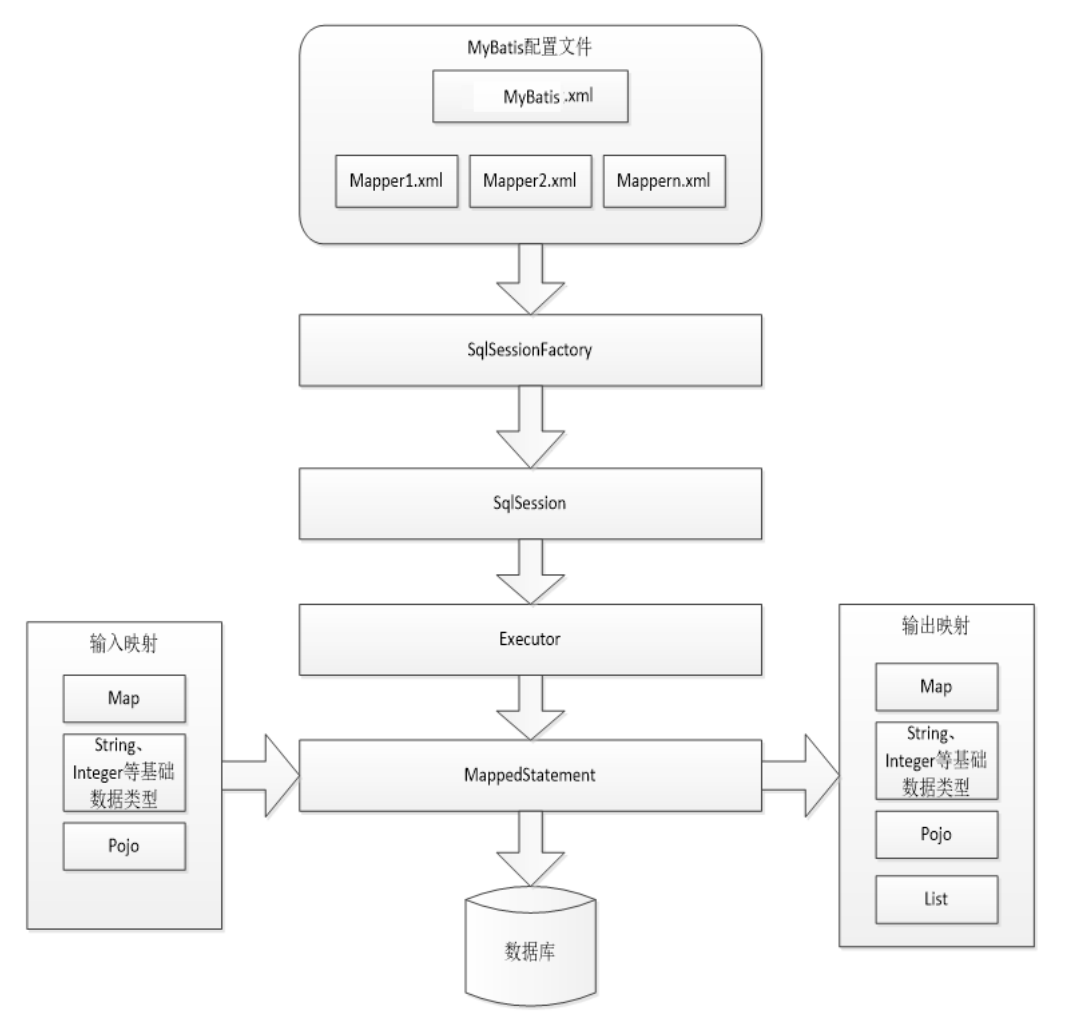 MyBatis配置文件
MyBatis.xml
Mapper1.xml
Mapper2.xml
Mappern.xml
SqlSessionFactory
SqlSession
Executor
输入映射
Map
String、
Integer等基础
数据类型
Pojo
MappedStatement
输出映射
Map
String、
Integer等基础
数据类型
Pojo
List
数据库